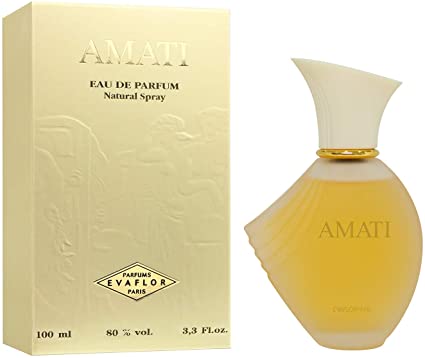 AMATI
EAU DE PARFUM
Natural Spray
PARFUMS
EVAFLOR
PARIS
100 ml 80 % vol. 3,3 Fl.oz.
AMATI